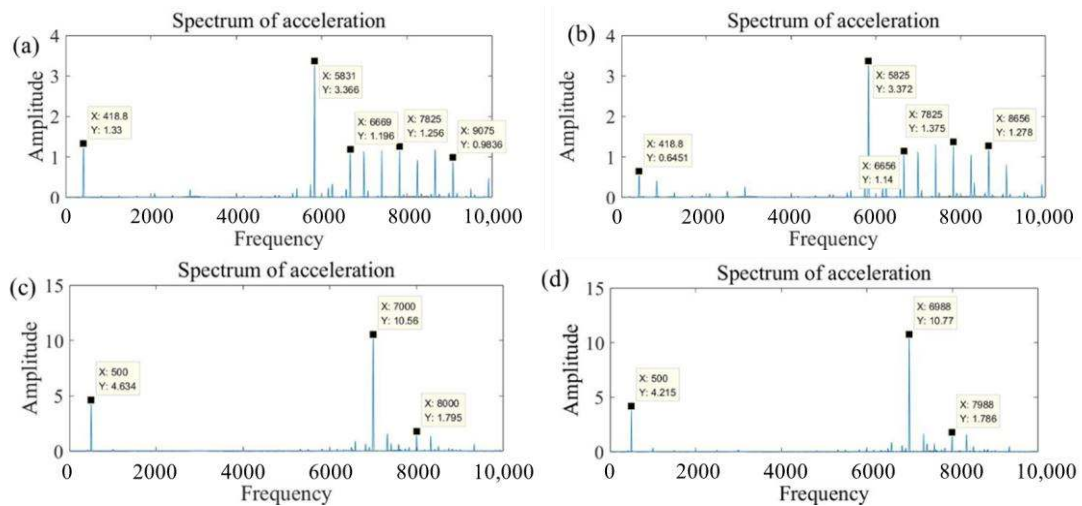 Spectrum of acceleration
(a)
4
3
2
1
0
Amplitude
X: 418.8
Y: 1.33
X: 5831
Y: 3.366
X: 6669
Y: 1.196
X: 7825
Y: 1.256
X: 9075
Y: 0.9836
0 2000 4000 6000 8000 10,000
Frequency
Spectrum of acceleration
(b)
4
3
2
1
0
Amplitude
X: 418.8
Y: 0.6451
X: 5825
Y: 3.372
X: 6656
Y: 1.14
X: 7825
Y: 1.375
X: 8656
Y: 1.278
0 2000 4000 6000 8000 10,000
Frequency
Spectrum of acceleration
(c)
15
10
5
0
Amplitude
X: 500
Y: 4.634
X: 7000
Y: 10.56
X: 8000
Y: 1.795
0 2000 4000 6000 8000 10,000
Frequency
Spectrum of acceleration
(d)
15
10
5
0
Amplitude
X: 500
Y: 4.215
X: 6988
Y: 10.77
X: 7988
Y: 1.786
0 2000 4000 6000 8000 10,000
Frequency